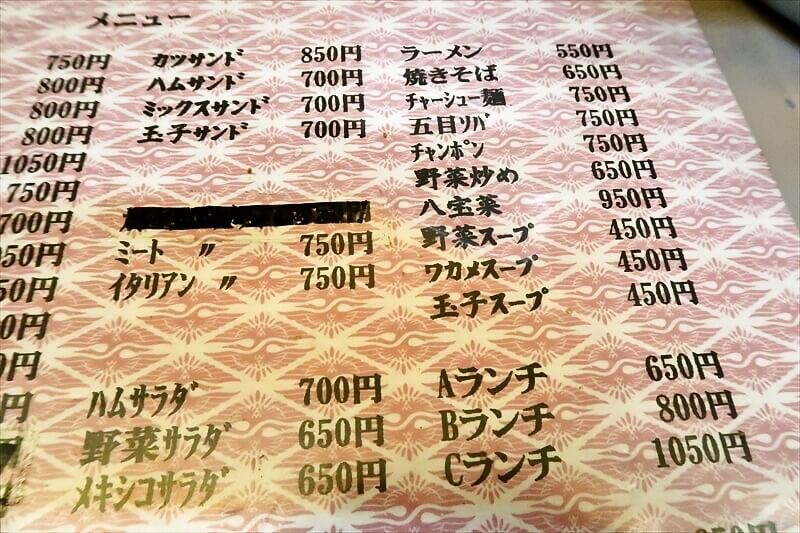 メニュー
750円
800円
800円
800円
1050円
750円
700円
50円
50円
0円
円
円
カツサンド 850円
ハムサンド 700円
ミックスサンド 700円
玉子サンド 700円
ミート 〃 750円
イタリアン 〃 750円
ハムサラダ 700円
野菜サラダ 650円
メキシコサラダ 650円
ラーメン 550円
焼きそば 650円
チャーシュー麺 750円
五目ソバ 750円
チャンポン 750円
野菜炒め 650円
八宝菜 950円
野菜スープ 450円
ワカメスープ 450円
玉子スープ 450円
Aランチ 650円
Bランチ 800円
Cランチ 1050円